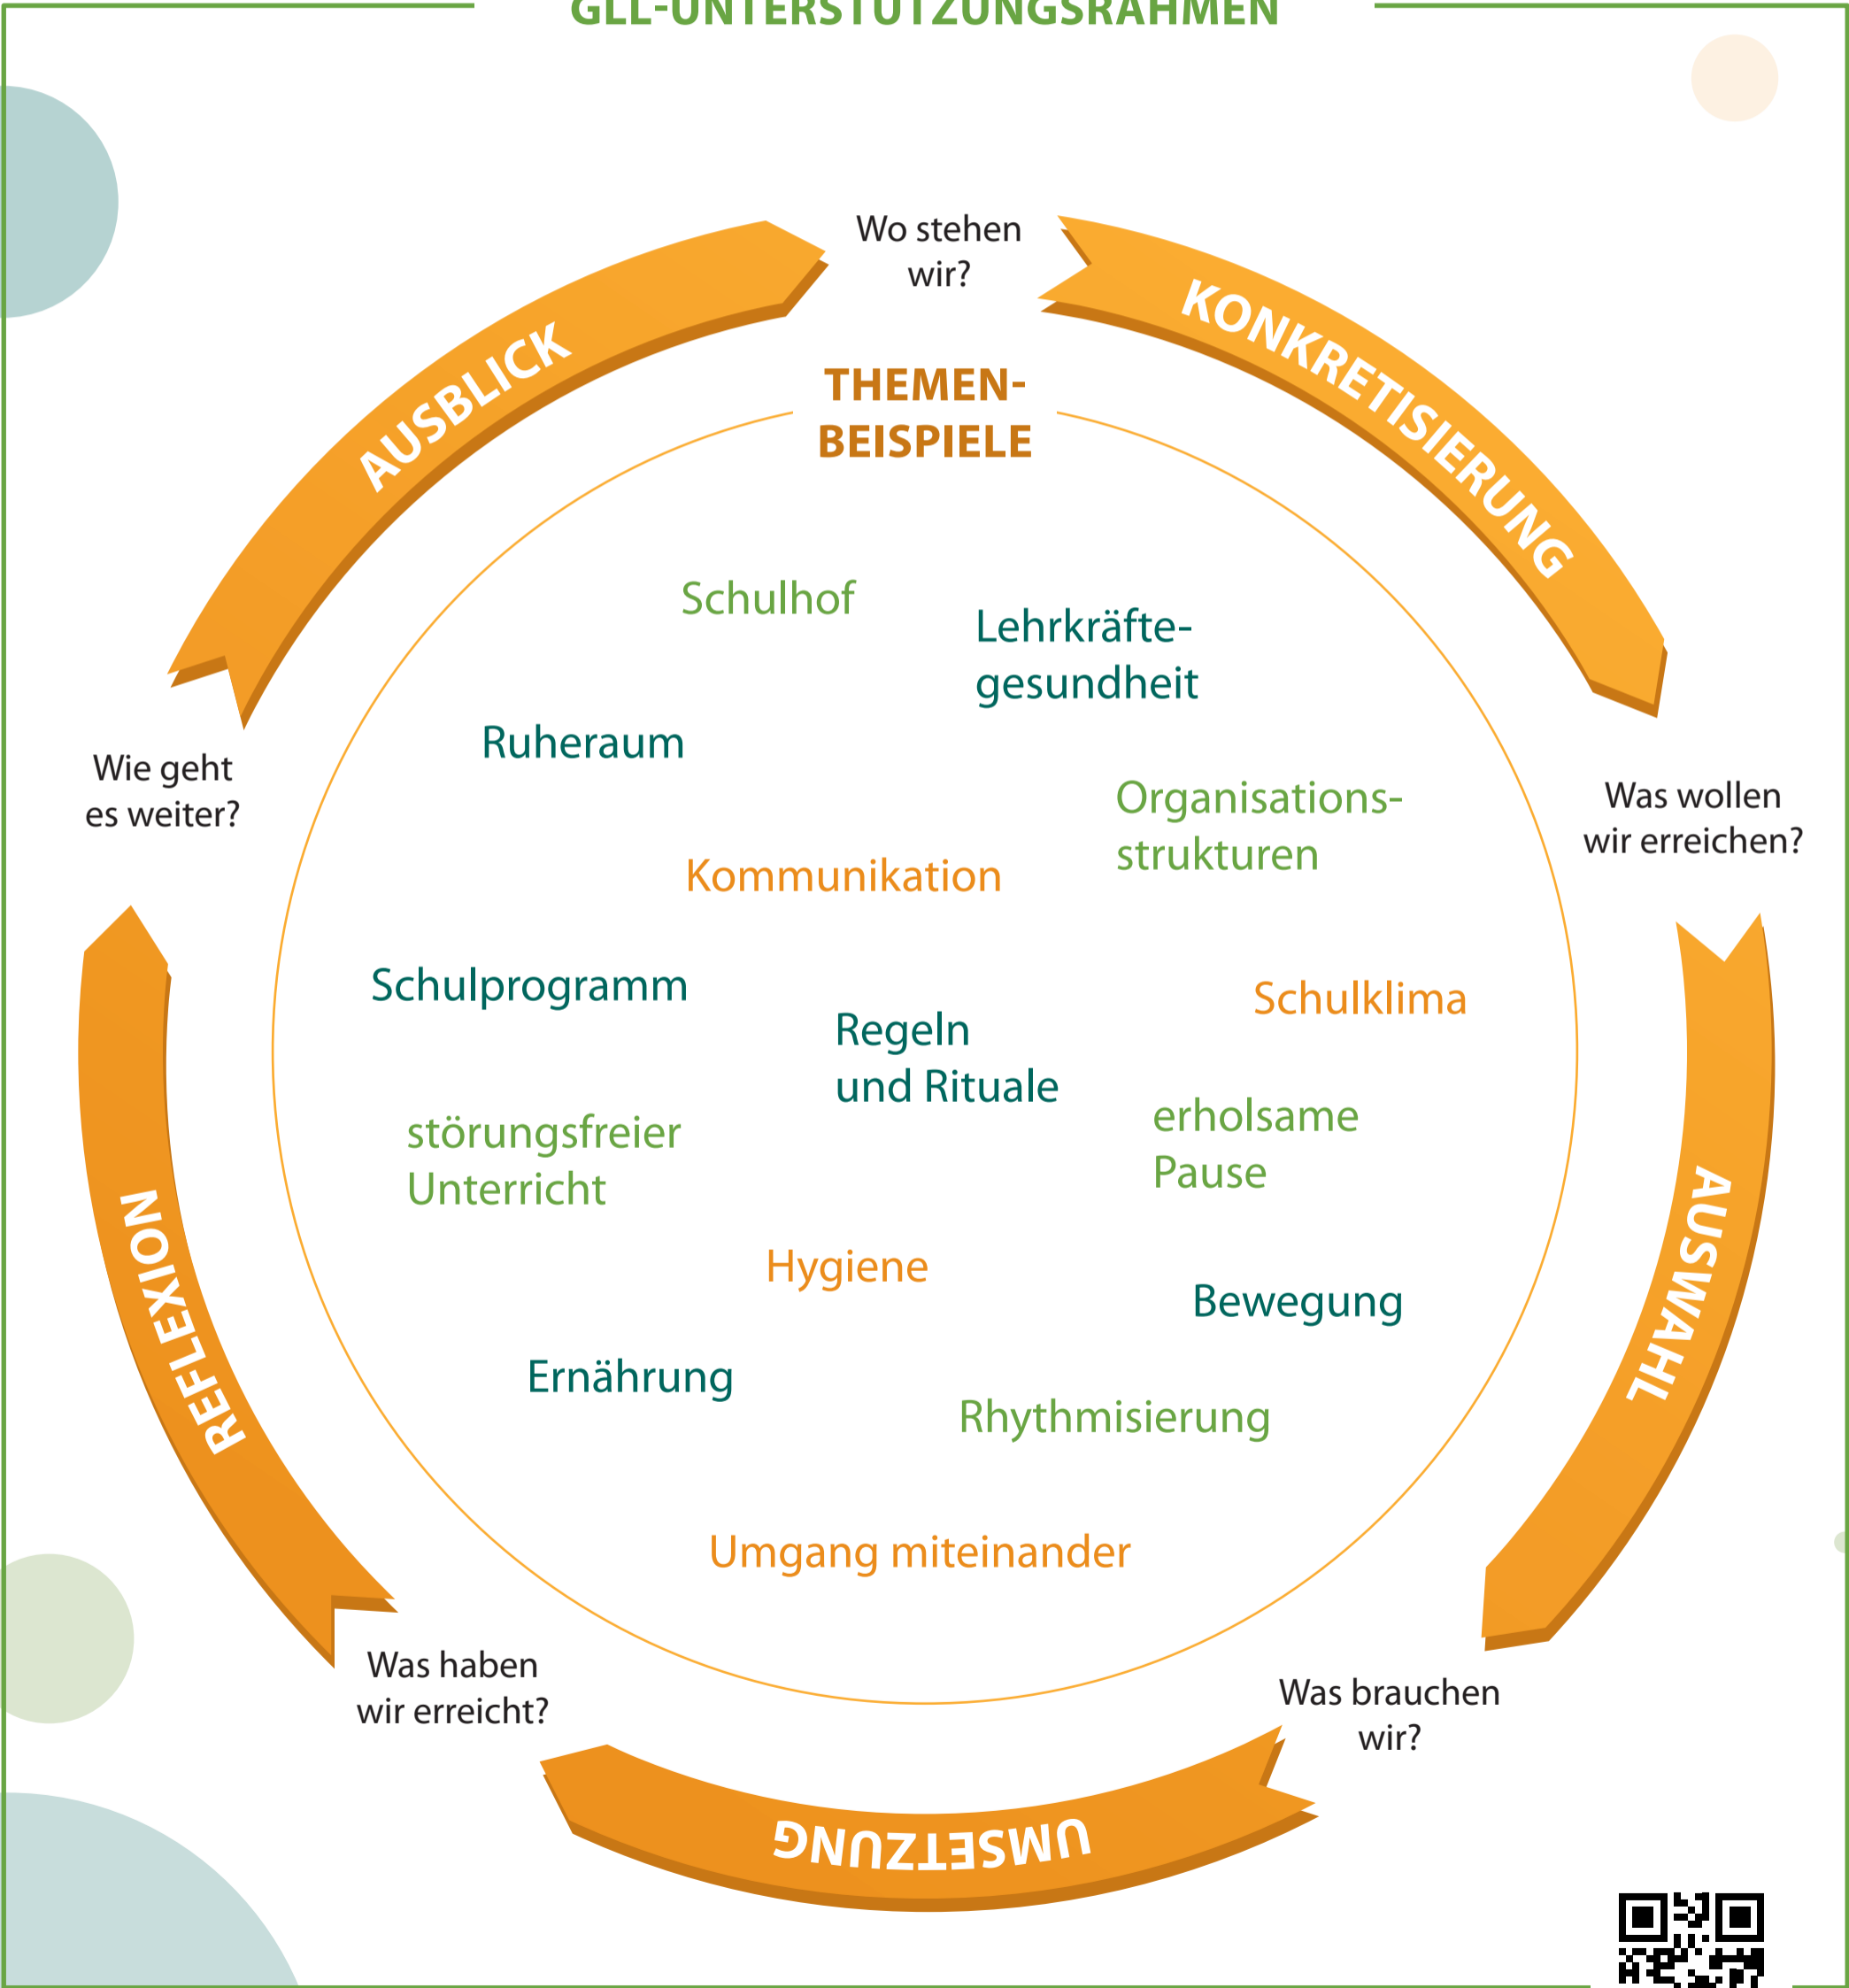 GLL-UNTERSTÜTZUNGSRAHMEN
Wo stehen
wir?
KONKRETISIERUNG
AUSBLICK
THEMEN-
BEISPIELE
Schulhof
Lehrkräfte-
gesundheit
Ruheraum
Wie geht
es weiter?
Organisations-
strukturen
Was wollen
wir erreichen?
Kommunikation
Schulprogramm
Schulklima
Regeln
und Rituale
störungsfreier
Unterricht
erholsame
Pause
REFLEXION
AUSWAHL
Hygiene
Bewegung
Ernährung
Rhythmisierung
Umgang miteinander
Was haben
wir erreicht?
Was brauchen
wir?
UMSETZUNG